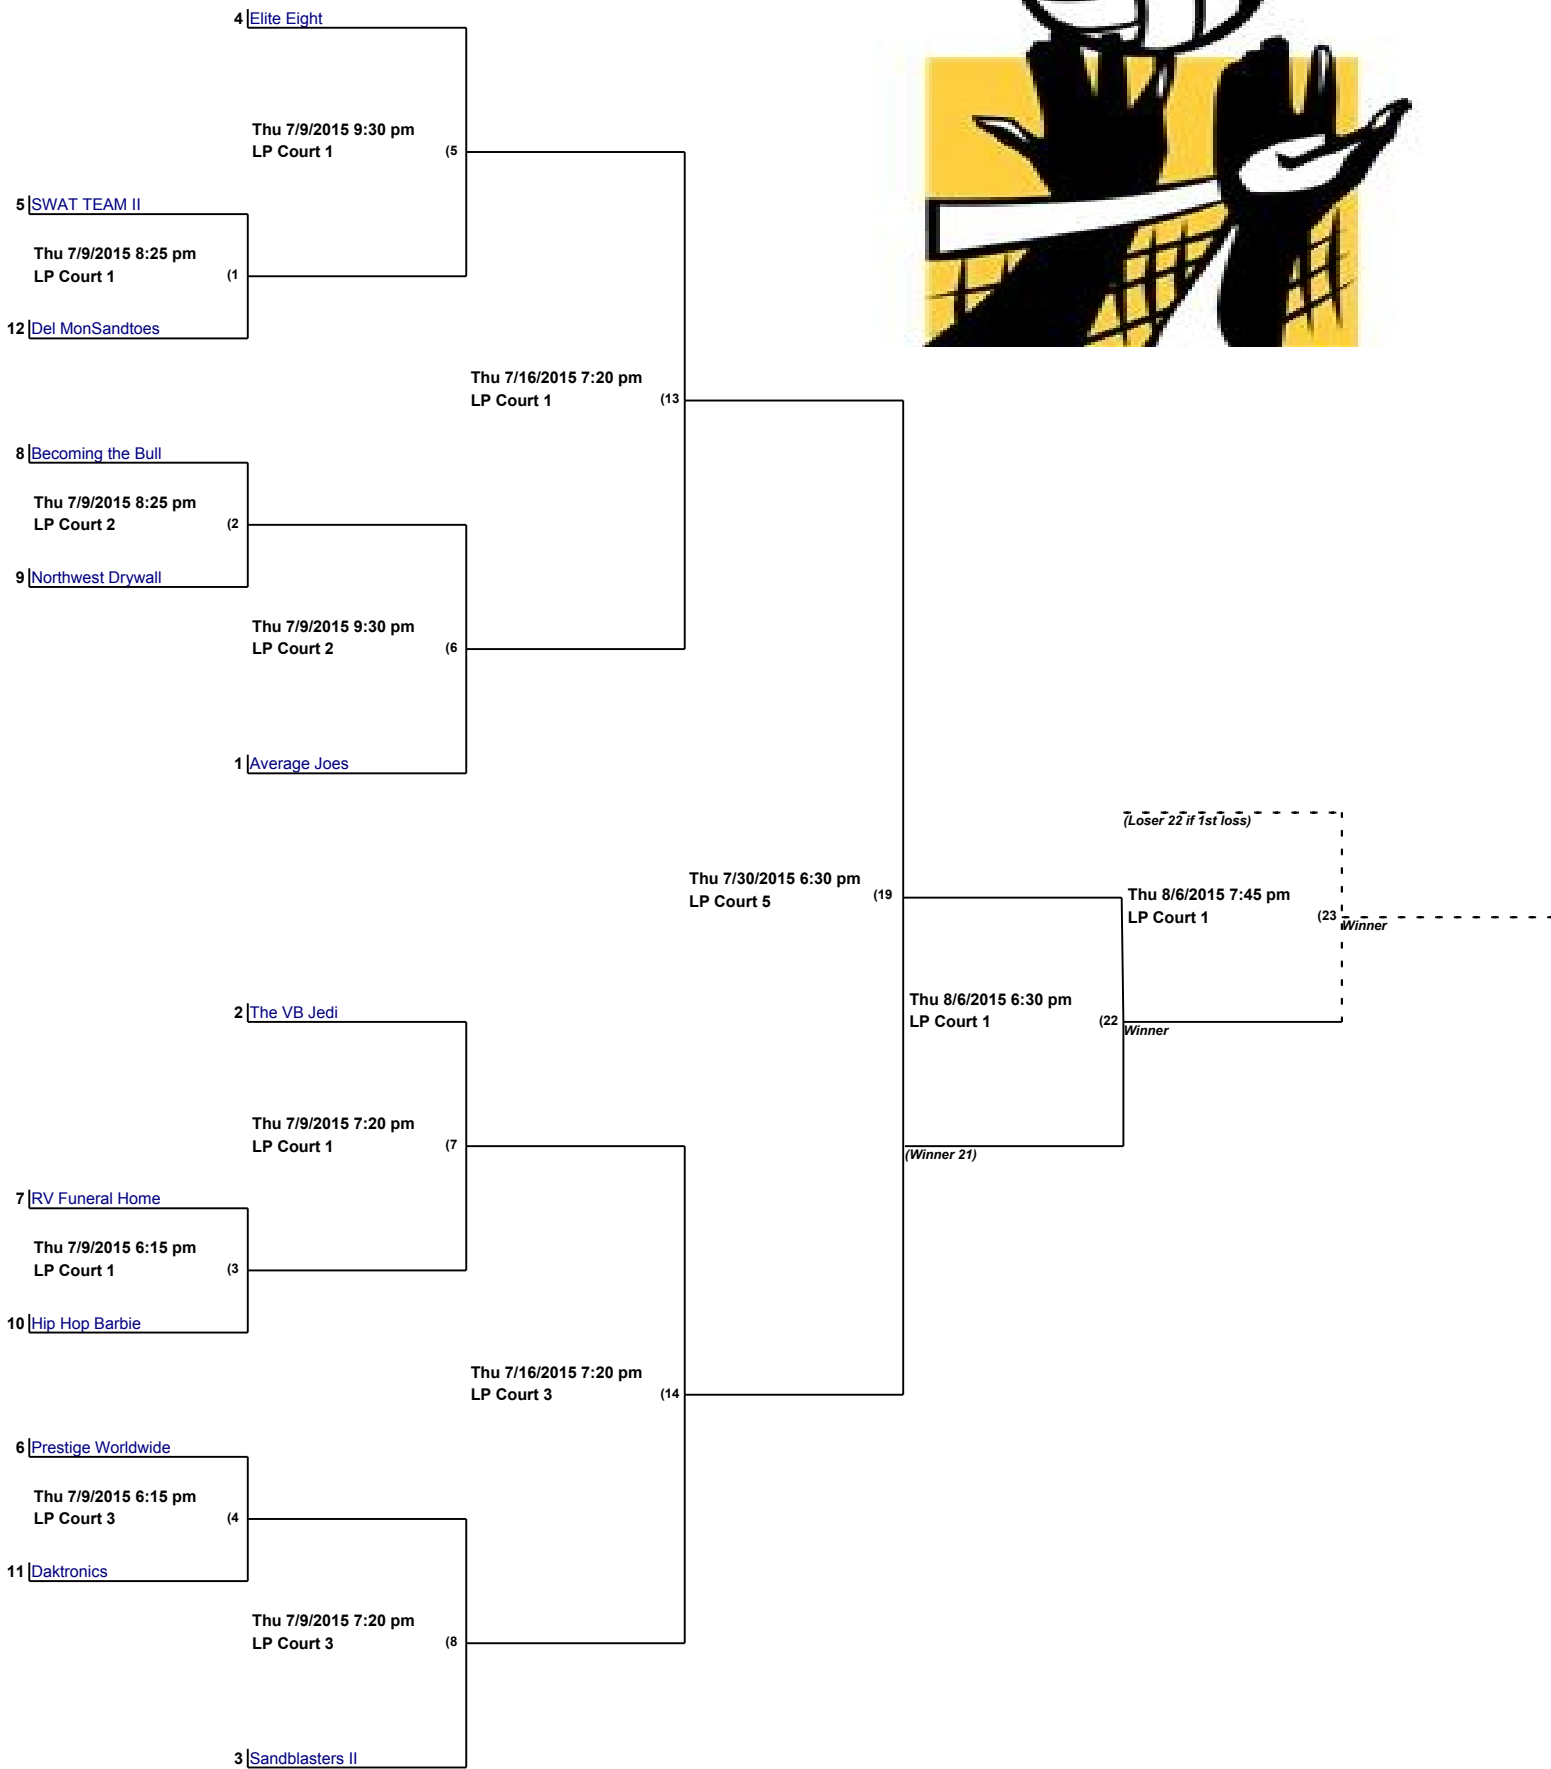 4 Elite Eight
Thu 7/9/2015 9:30 pm
LP Court 1 (5
5 SWAT TEAM II
Thu 7/9/2015 8:25 pm
LP Court 1 (1
12 Del MonSandtoes
Thu 7/16/2015 7:20 pm
LP Court 1 (13
8 Becoming the Bull
Thu 7/9/2015 8:25 pm
LP Court 2 (2
9 Northwest Drywall
Thu 7/9/2015 9:30 pm
LP Court 2 (6
1 Average Joes
(Loser 22 if 1st loss)
Thu 7/30/2015 6:30 pm
LP Court 5 (19
Thu 8/6/2015 7:45 pm
LP Court 1 (23
Winner
Thu 8/6/2015 6:30 pm
LP Court 1 (22
Winner
2 The VB Jedi
Thu 7/9/2015 7:20 pm
LP Court 1 (7
(Winner 21)
7 RV Funeral Home
Thu 7/9/2015 6:15 pm
LP Court 1 (3
10 Hip Hop Barbie
Thu 7/16/2015 7:20 pm
LP Court 3 (14
6 Prestige Worldwide
Thu 7/9/2015 6:15 pm
LP Court 3 (4
11 Daktronics
Thu 7/9/2015 7:20 pm
LP Court 3 (8
3 Sandblasters II